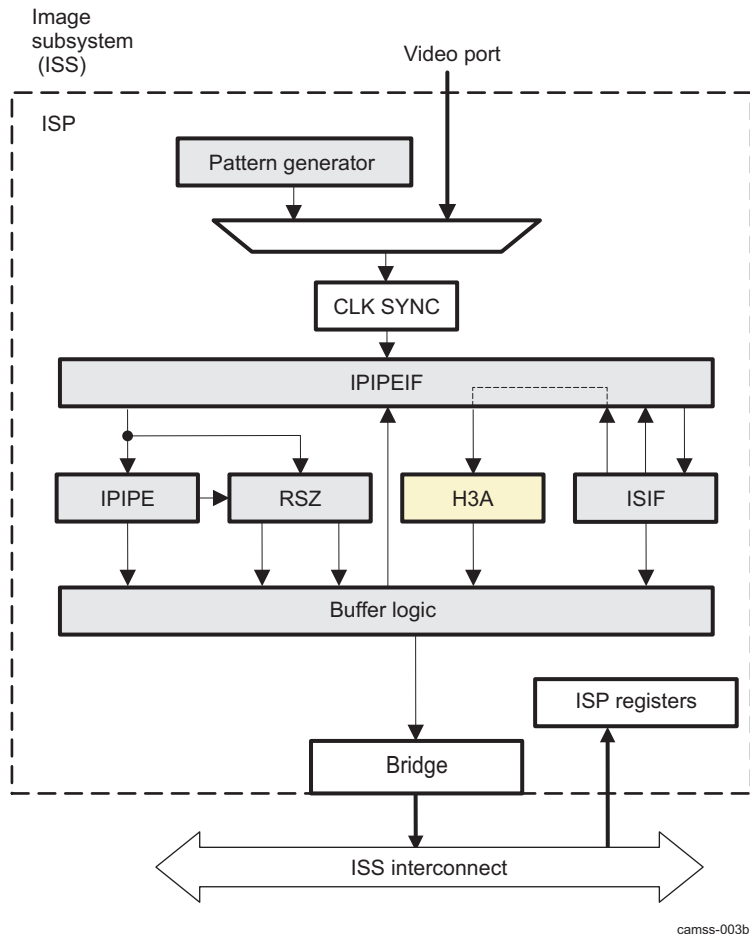 Image
subsystem
(ISS)
Video port
ISP
Pattern generator
CLK SYNC
IPIPEIF
IPIPE
RSZ
H3A
ISIF
Buffer logic
ISP registers
Bridge
ISS interconnect
camss-003b